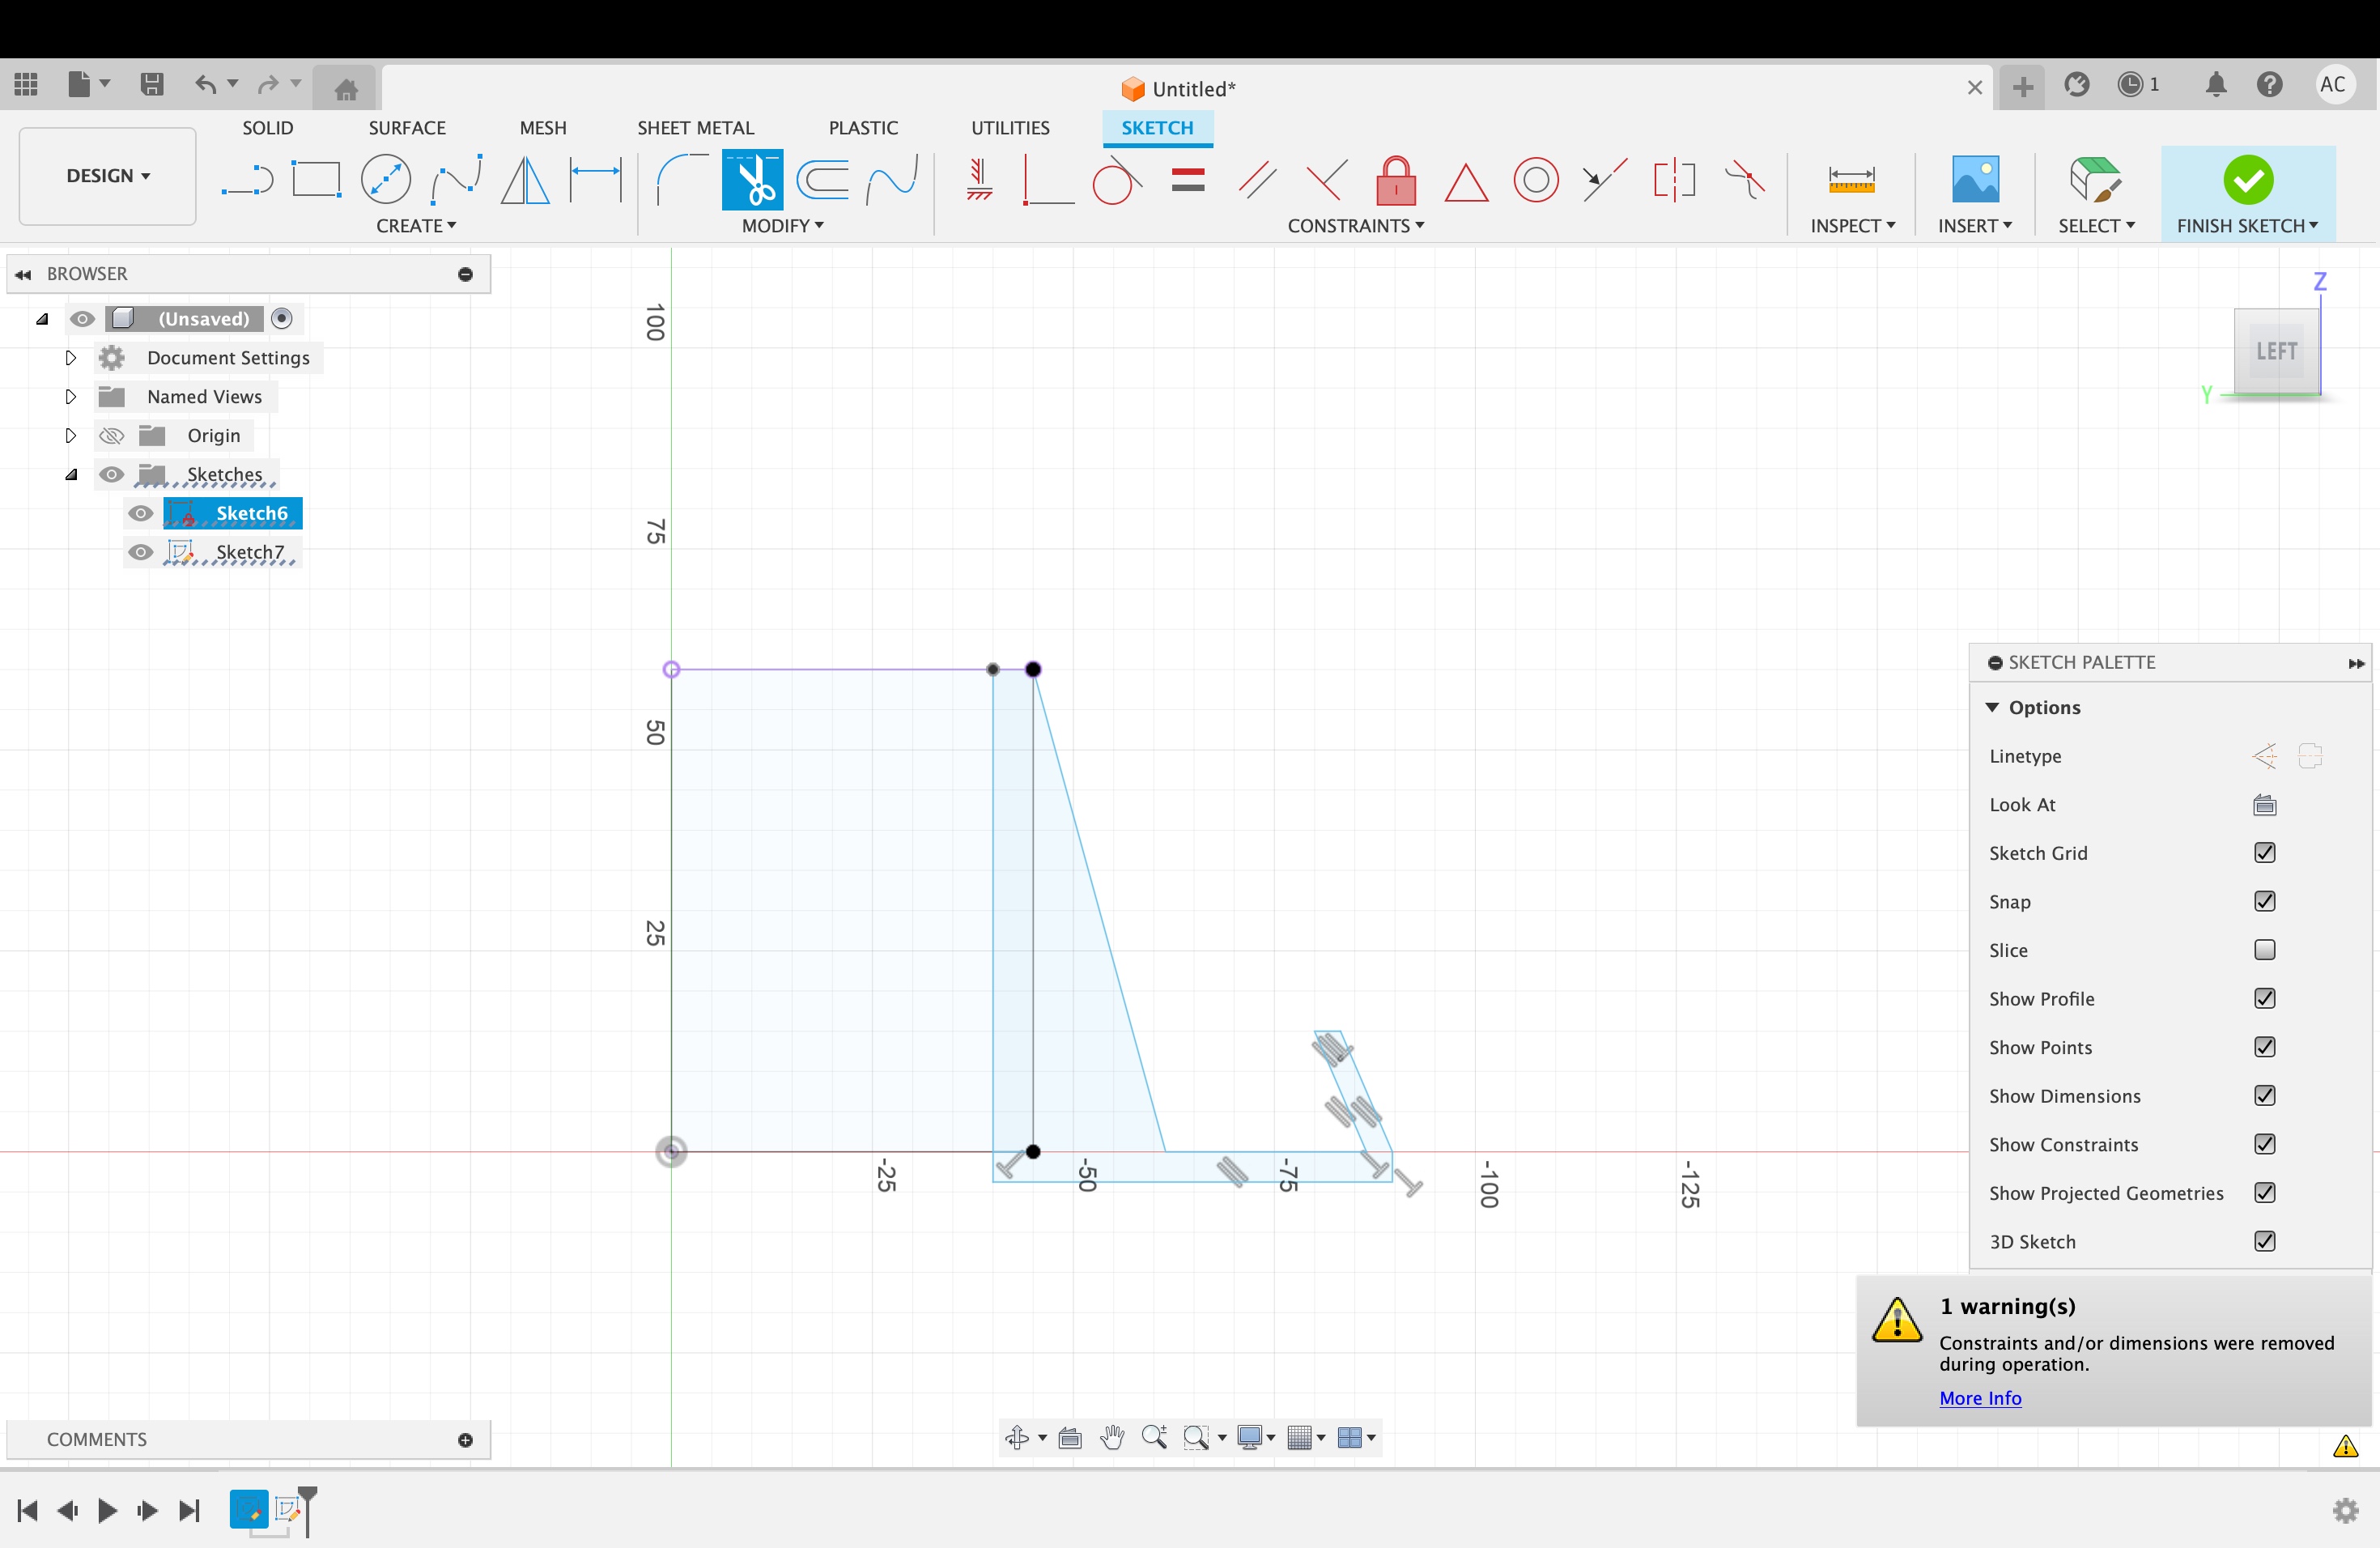 Untitled*
1
AC
DESIGN
SOLID
SURFACE
MESH
SHEET METAL
PLASTIC
UTILITIES
SKETCH
CREATE
MODIFY
CONSTRAINTS
INSPECT
INSERT
SELECT
FINISH SKETCH
BROWSER
(Unsaved)
Document Settings
Named Views
Origin
Sketches
Sketch6
Sketch7
100
75
50
25
-25
-50
-75
-100
-125
Z
LEFT
Y
SKETCH PALETTE
Options
Linetype
Look At
Sketch Grid
Snap
Slice
Show Profile
Show Points
Show Dimensions
Show Constraints
Show Projected Geometries
3D Sketch
1 warning(s)
Constraints and/or dimensions were removed
during operation.
More Info
COMMENTS